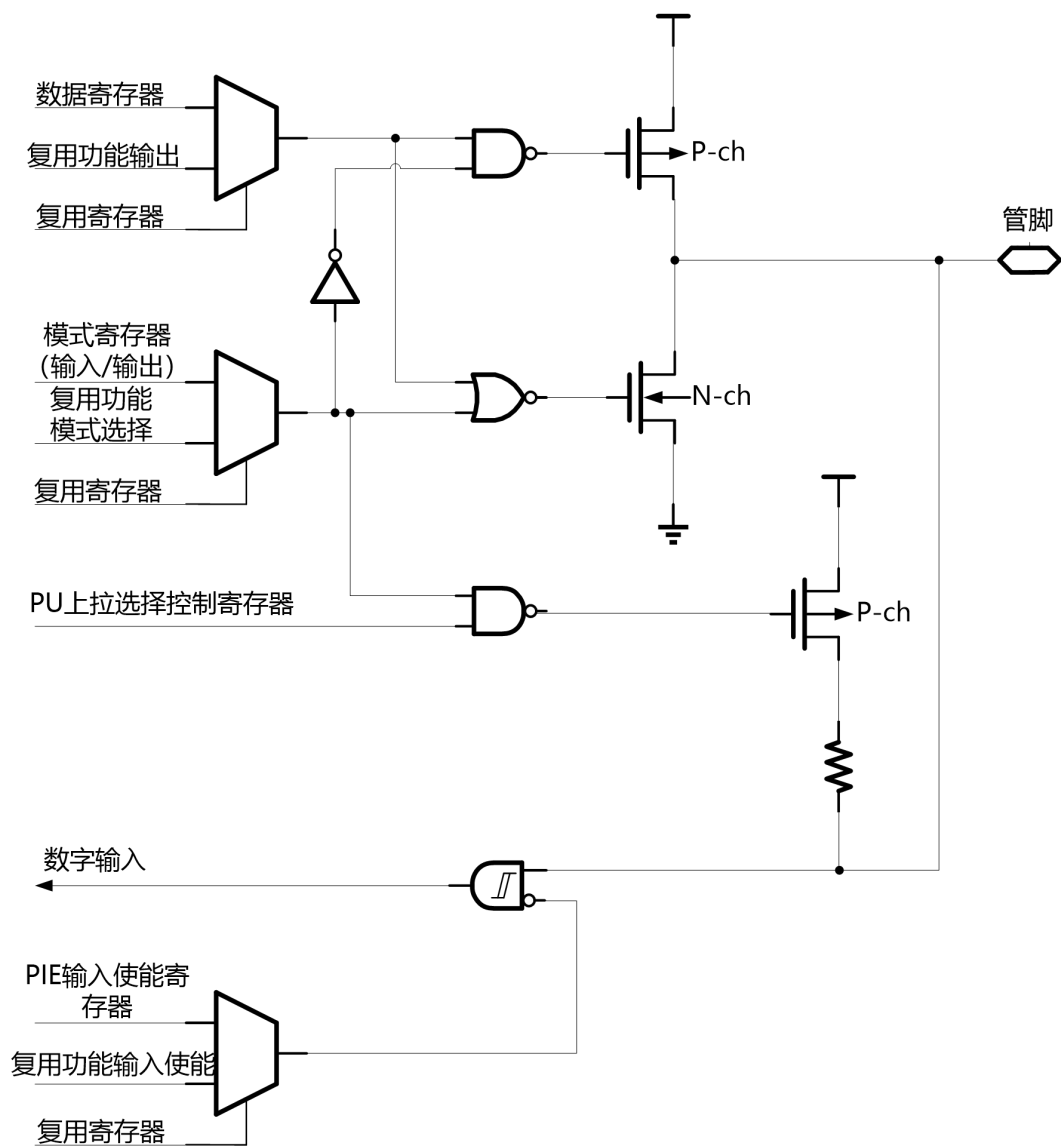 数据寄存器
复用功能输出
复用寄存器
P-ch
管脚
模式寄存器
（输入/输出）
复用功能
模式选择
复用寄存器
N-ch
PU上拉选择控制寄存器
P-ch
数字输入
PIE输入使能寄
存器
复用功能输入使能
复用寄存器